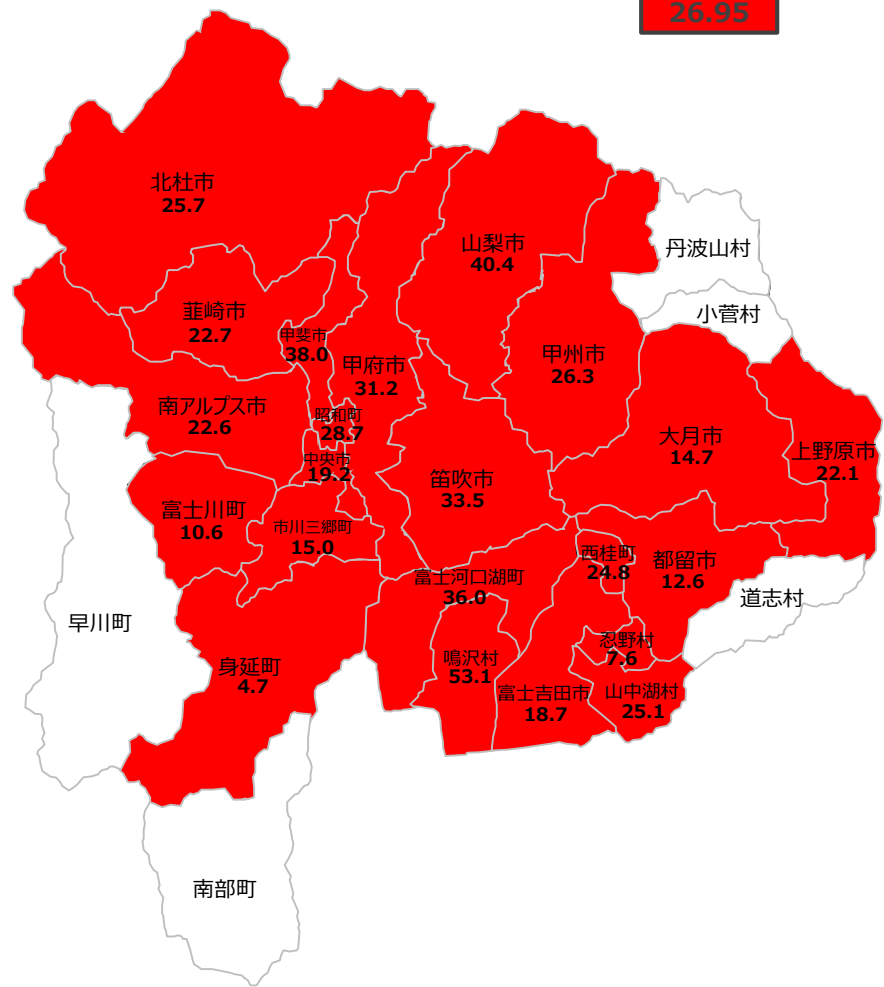 26.95
北杜市
25.7
山梨市
40.4
丹波山村
小菅村
韮崎市
22.7
甲斐市
38.0
甲府市
31.2
甲州市
26.3
南アルプス市
22.6
昭和町
28.7
大月市
14.7
上野原市
22.1
中央市
19.2
笛吹市
33.5
富士川町
10.6
市川三郷町
15.0
西桂町
24.8
都留市
12.6
富士河口湖町
36.0
道志村
早川町
忍野村
7.6
身延町
4.7
鳴沢村
53.1
富士吉田市
18.7
山中湖村
25.1
南部町